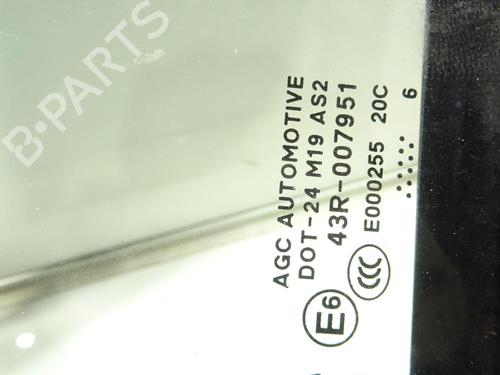 AGC AUTOMOTIVE
DOT-24 M19 AS2
43R-007951
E000255 20C
...... 6
E6
CCC
B-PARTS